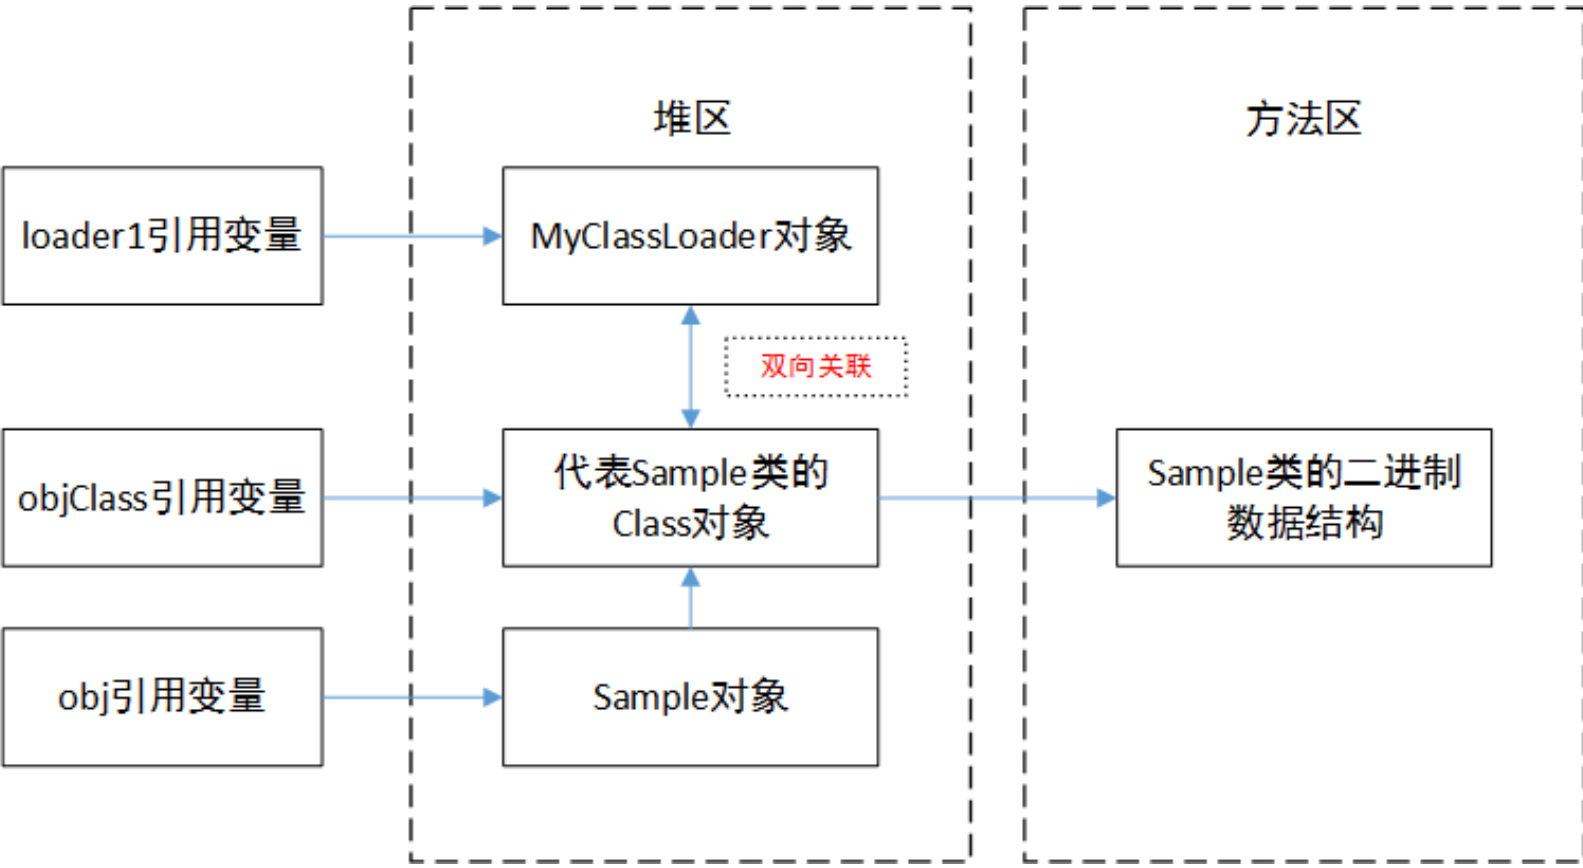 堆区
方法区
loader1引用变量
MyClassLoader对象
双向关联
objClass引用变量
代表Sample类的
Class对象
Sample类的二进制
数据结构
obj引用变量
Sample对象